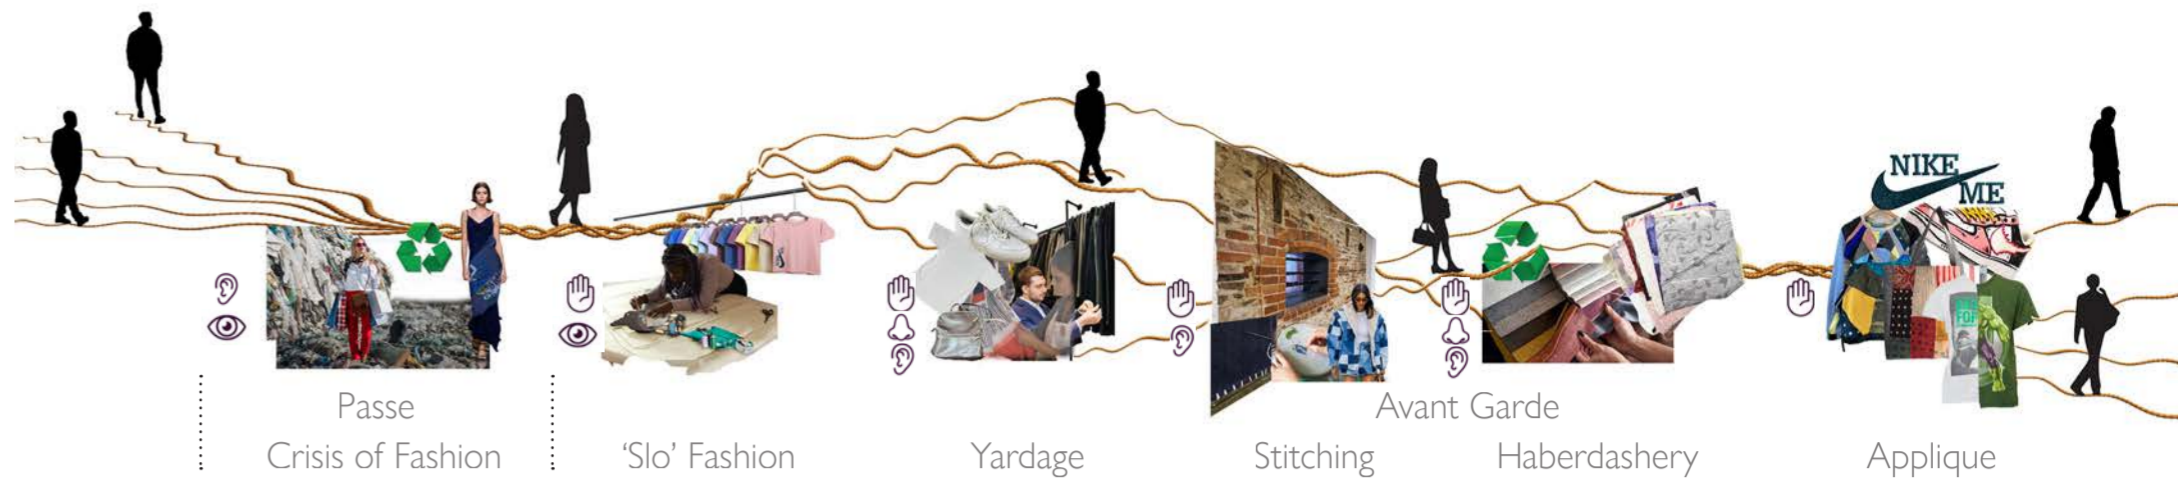 NIKE
ME
Passe
Avant Garde
Crisis of Fashion
‘Slo’ Fashion
Yardage
Stitching
Haberdashery
Applique